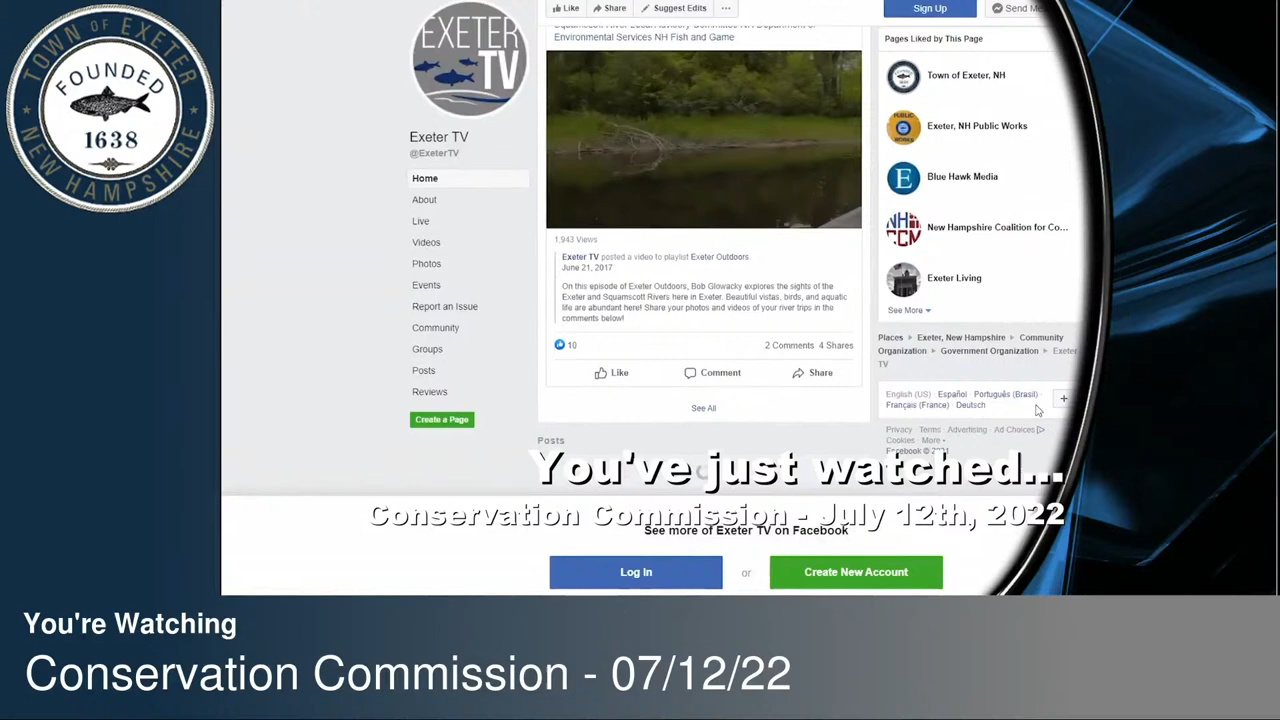 TOWN OF EXETER
FOUNDED
1638
NEW HAMPSHIRE
EXETER
TV
Exeter TV
@ExeterTV
Home
About
Live
Videos
Photos
Events
Report an Issue
Community
Groups
Posts
Reviews
Create a Page
Like Share Suggest Edits ...
Sign Up
Environmental Services NH Fish and Game
1,943 Views
Exeter TV posted a video to playlist Exeter Outdoors.
June 21, 2017
On this episode of Exeter Outdoors, Bob Glowacky explores the sights of the
Exeter and Squamscott Rivers here in Exeter. Beautiful vistas, birds, and aquatic
life are abundant here! Share your photos and videos of your river trips in the
comments below!
10
2 Comments 4 Shares
Like Comment Share
See All
Posts
Pages Liked by This Page
Town of Exeter, NH
PUBLIC
WORKS
Exeter, NH Public Works
E
Blue Hawk Media
NH
CCM
New Hampshire Coalition for Co...
Exeter Living
See More
Places Exeter, New Hampshire Community
Organization Government Organization Exeter
TV
English (US) · Español · Português (Brasil) ·
Français (France) · Deutsch
+
Privacy · Terms · Advertising · Ad Choices
Cookies · More
Facebook ©
You've just watched...
Conservation Commission - July 12th, 2022
See more of Exeter TV on Facebook
Log In or Create New Account
You're Watching
Conservation Commission - 07/12/22